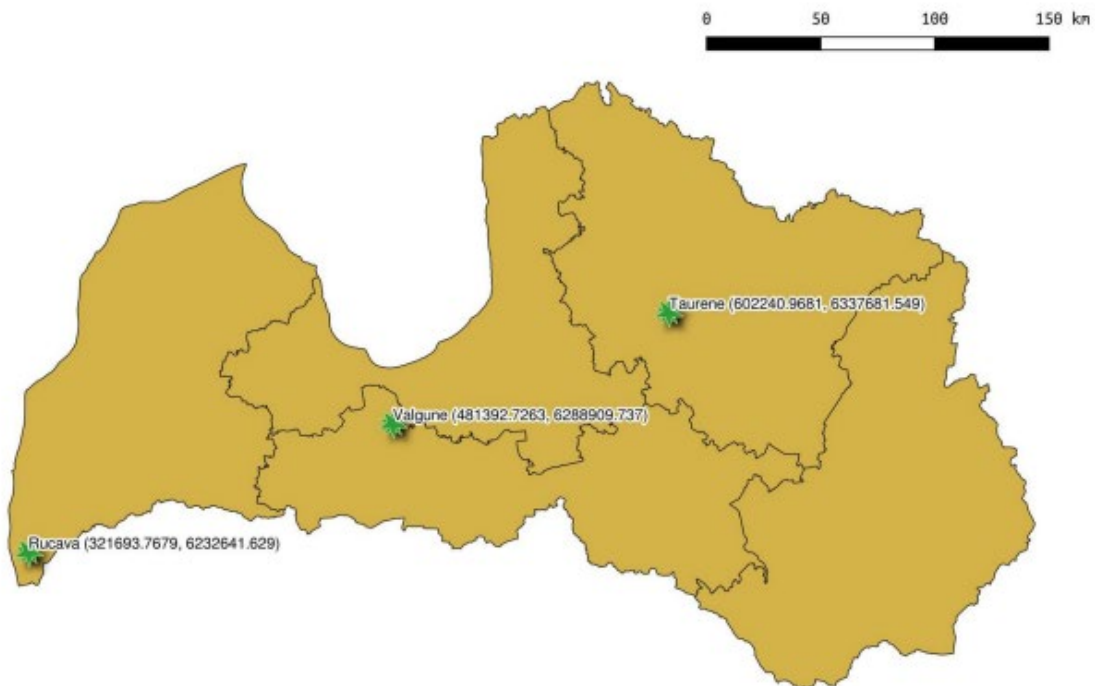 0 50 100 150 km
Taurene (602240.9681, 6337681.549)
Valgune (481392.7263, 6288909.737)
Rucava (321693.7679, 6232641.629)